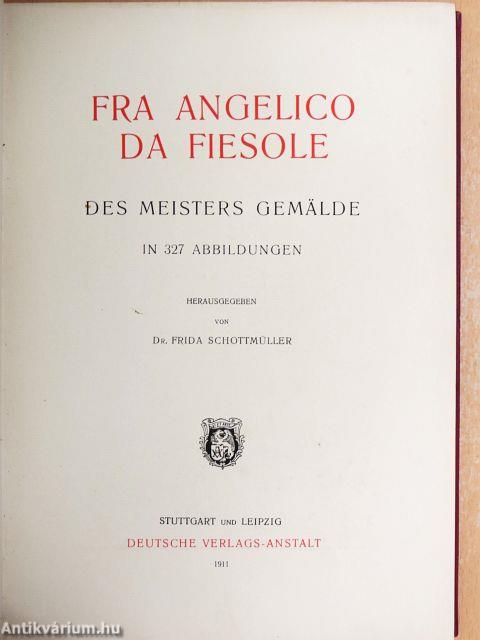 FRA ANGELICO
DA FIESOLE
DES MEISTERS GEMÄLDE
IN 327 ABBILDUNGEN
HERAUSGEGEBEN
VON
DR. FRIDA SCHOTTMÜLLER
STUTTGART UND LEIPZIG
DEUTSCHE VERLAGS-ANSTALT
1911
Antikvárium.hu